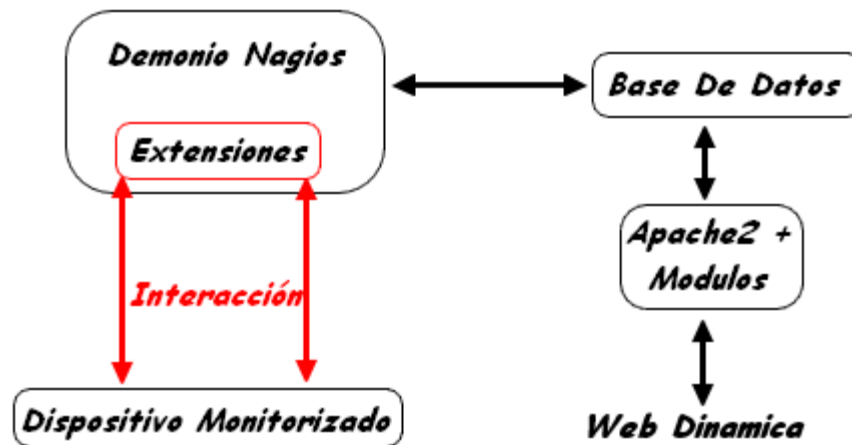 Demonio Nagios
Extensiones
Interacción
Dispositivo Monitorizado
Base De Datos
Apache2 +
Modulos
Web Dinamica